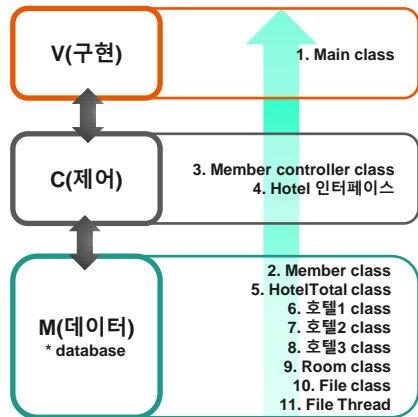 V(구현)
1. Main class
C(제어)
3. Member controller class
4. Hotel 인터페이스
M(데이터)
* database
2. Member class
5. HotelTotal class
6. 호텔1 class
7. 호텔2 class
8. 호텔3 class
9. Room class
10. File class
11. File Thread